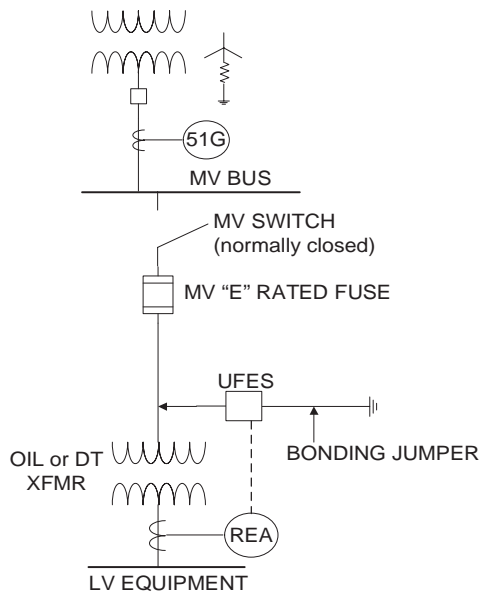 51G
MV BUS
MV SWITCH
(normally closed)
MV “E” RATED FUSE
UFES
OIL or DT
XFMR
BONDING JUMPER
REA
LV EQUIPMENT